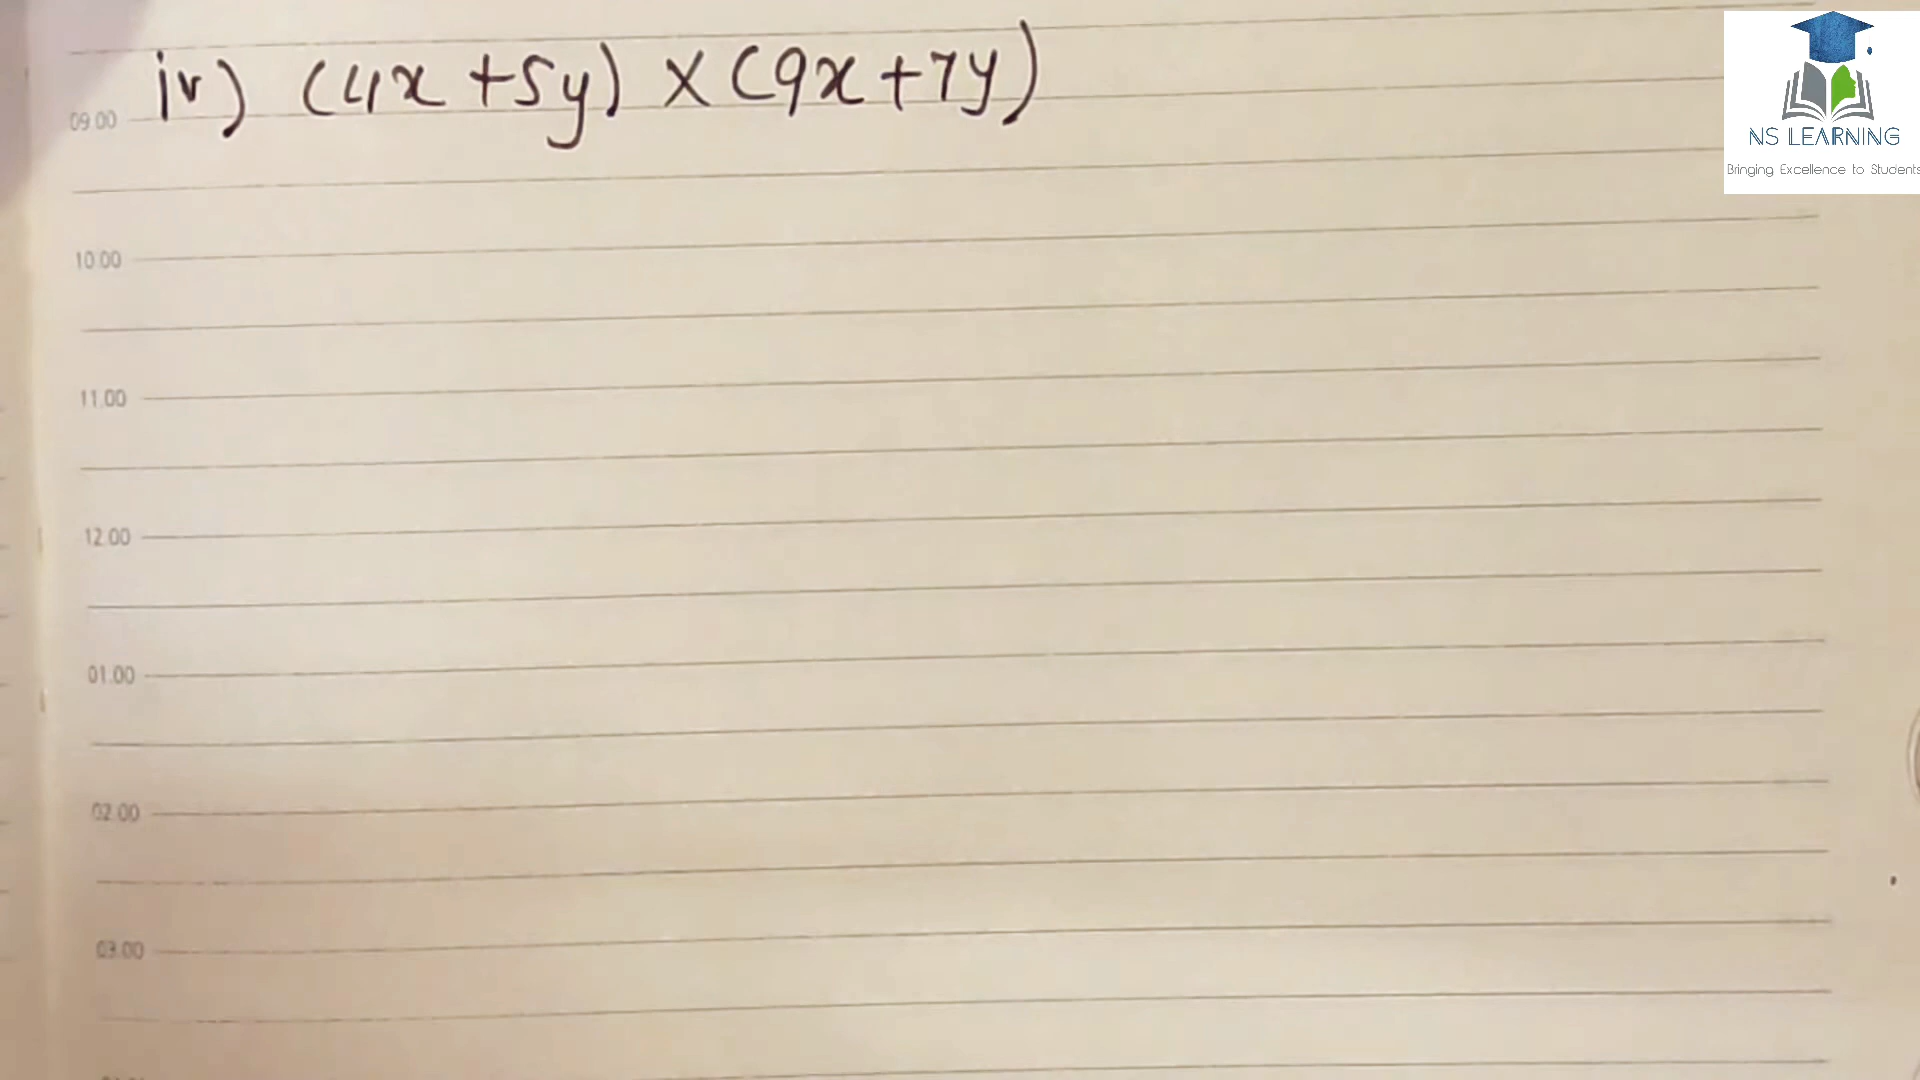 iv) (4x + 5y) × (9x + 7y)
NS LEARNING
Bringing Excellence to Students
09.00
10.00
11.00
12.00
01.00
02.00
03.00